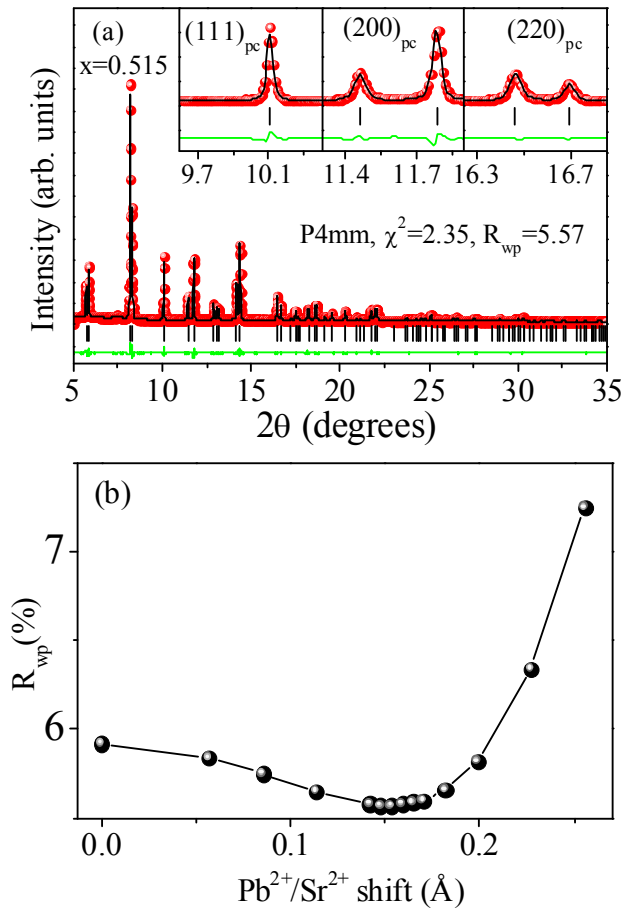 (a)
x=0.515
(111)pc
(200)pc
(220)pc
9.7 10.1 11.4 11.7 16.3 16.7
P4mm, χ²=2.35, Rwp=5.57
Intensity (arb. units)
5 10 15 20 25 30 35
2θ (degrees)
(b)
7
6
Rwp(%)
0.0 0.1 0.2
Pb²⁺/Sr²⁺ shift (Å)